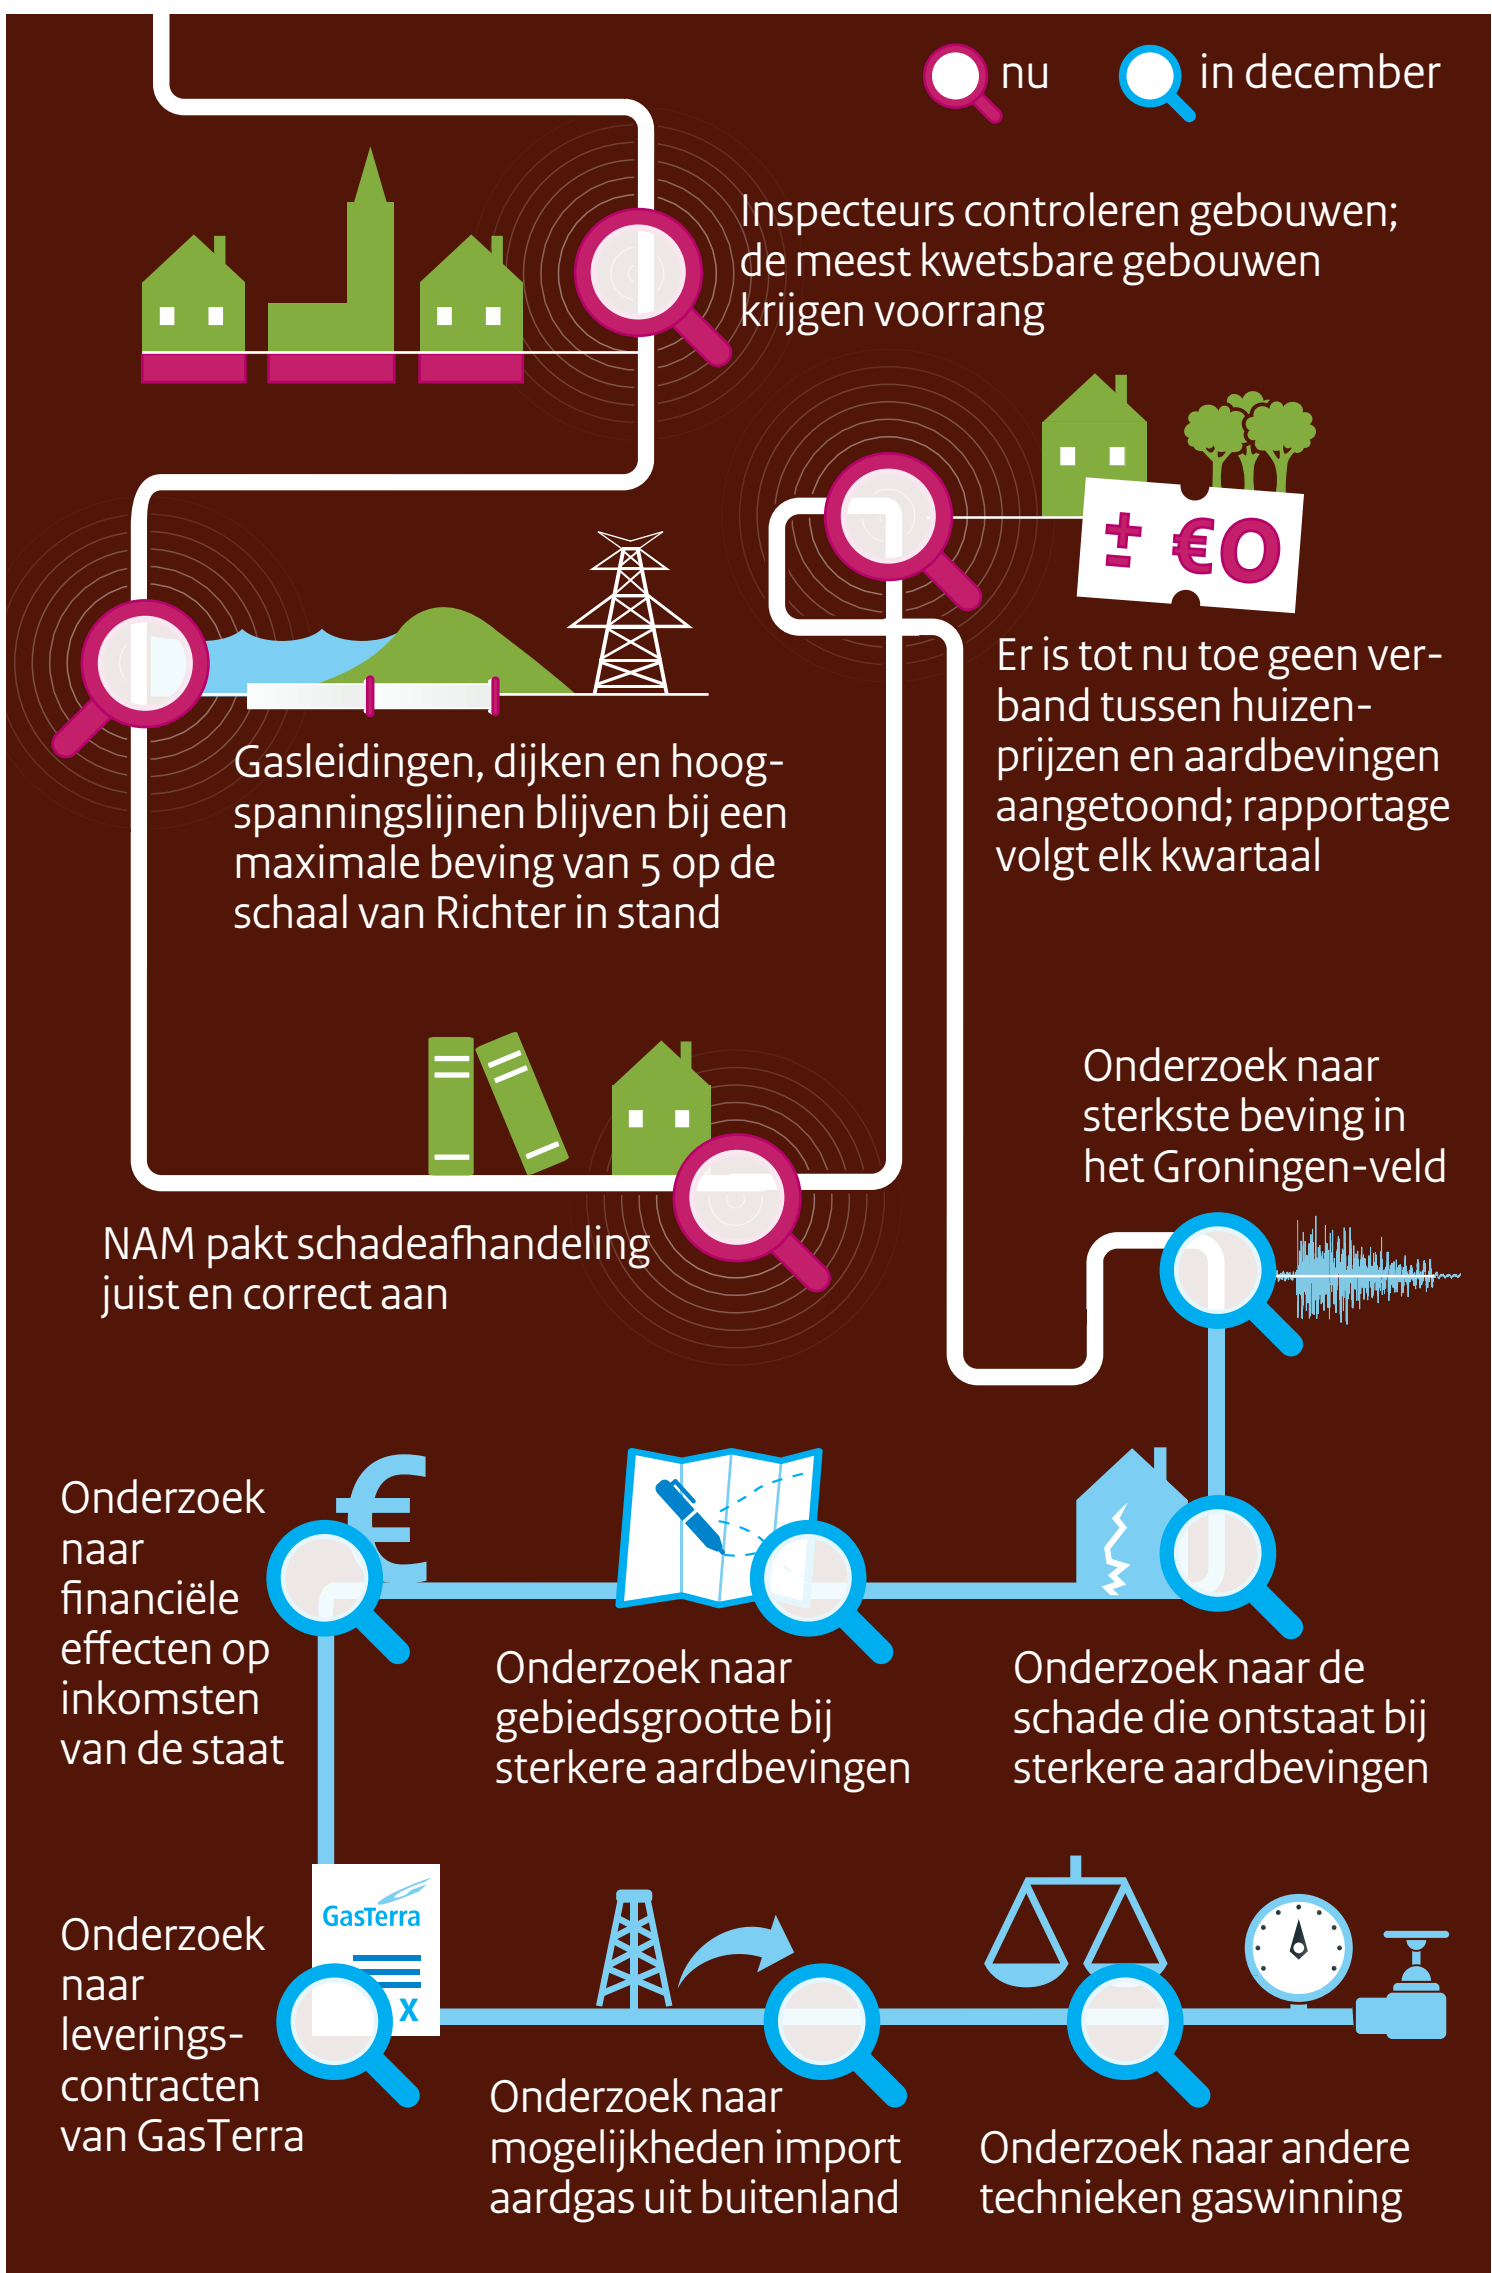 nu
in december
Inspecteurs controleren gebouwen;
de meest kwetsbare gebouwen
krijgen voorrang
± €0
Er is tot nu toe geen ver-
band tussen huizen-
prijzen en aardbevingen
aangetoond; rapportage
volgt elk kwartaal
Gasleidingen, dijken en hoog-
spanningslijnen blijven bij een
maximale beving van 5 op de
schaal van Richter in stand
NAM pakt schadeafhandeling
juist en correct aan
Onderzoek naar
sterkste beving in
het Groningen-veld
Onderzoek naar de
schade die ontstaat bij
sterkere aardbevingen
Onderzoek naar
gebiedsgrootte bij
sterkere aardbevingen
€
Onderzoek
naar
financiële
effecten op
inkomsten
van de staat
GasTerra
x
Onderzoek
naar
leverings-
contracten
van GasTerra
Onderzoek naar
mogelijkheden import
aardgas uit buitenland
Onderzoek naar andere
technieken gaswinning